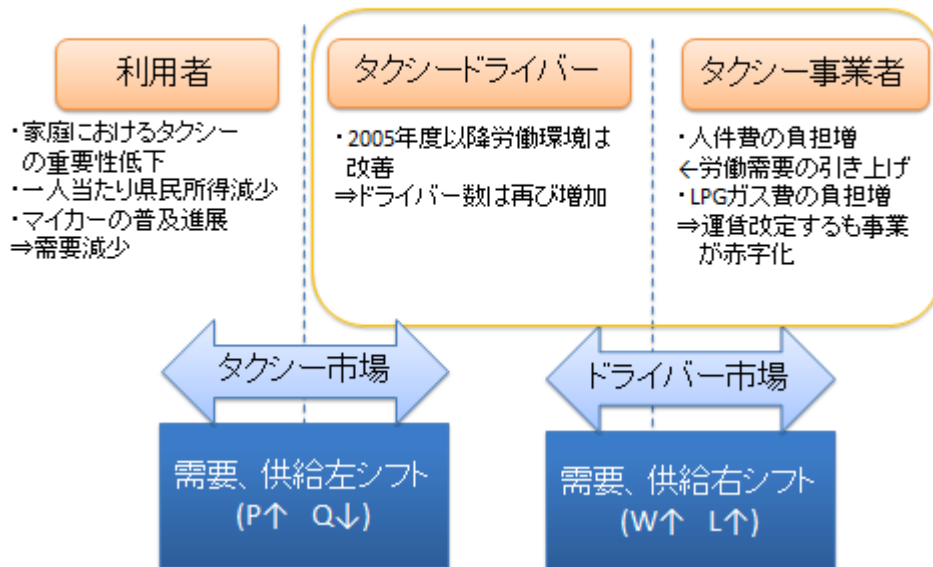 利用者
・家庭におけるタクシー
の重要性低下
・一人当たり県民所得減少
・マイカーの普及進展
⇒需要減少
タクシードライバー
・2005年度以降労働環境は
改善
⇒ドライバー数は再び増加
タクシー事業者
・人件費の負担増
←労働需要の引き上げ
・LPGガス費の負担増
⇒運賃改定するも事業
が赤字化
タクシー市場
ドライバー市場
需要、供給左シフト
(P↑ Q↓)
需要、供給右シフト
(W↑ L↑)